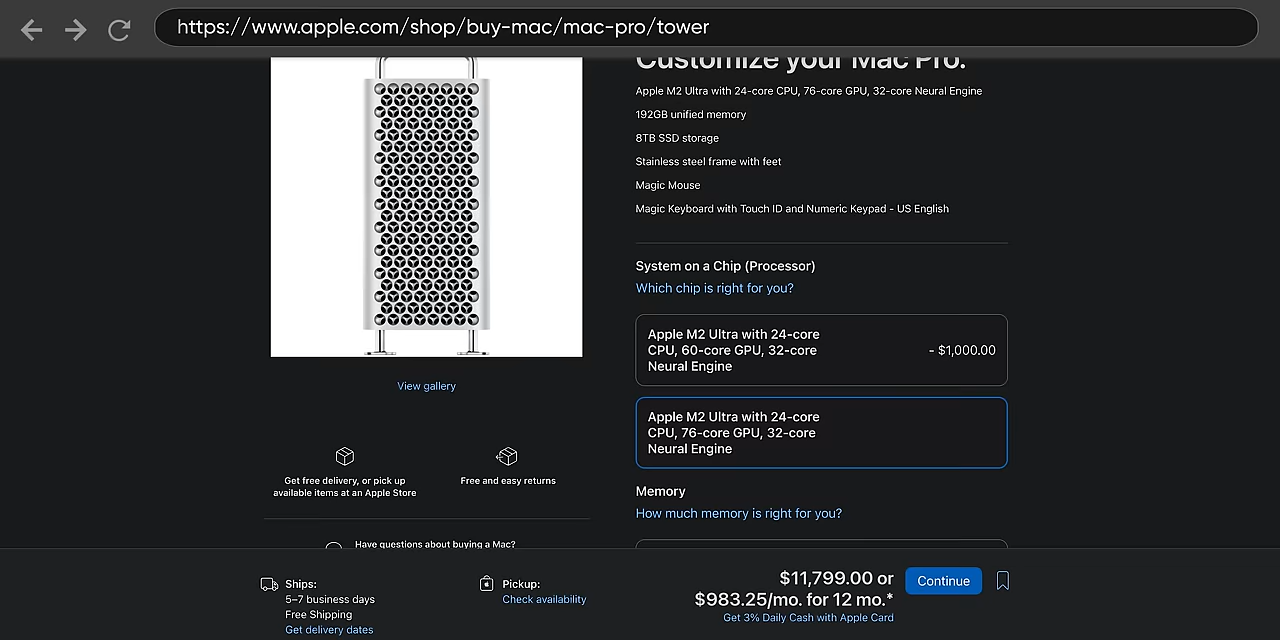 https://www.apple.com/shop/buy-mac/mac-pro/tower
Customize your Mac Pro.
Apple M2 Ultra with 24-core CPU, 76-core GPU, 32-core Neural Engine
192GB unified memory
8TB SSD storage
Stainless steel frame with feet
Magic Mouse
Magic Keyboard with Touch ID and Numeric Keypad - US English
System on a Chip (Processor)
Which chip is right for you?
Apple M2 Ultra with 24-core
CPU, 60-core GPU, 32-core
Neural Engine
- $1,000.00
Apple M2 Ultra with 24-core
CPU, 76-core GPU, 32-core
Neural Engine
Memory
How much memory is right for you?
View gallery
Get free delivery, or pick up
available items at an Apple Store
Free and easy returns
Have questions about buying a Mac?
Ships:
5–7 business days
Free Shipping
Get delivery dates
Pickup:
Check availability
$11,799.00 or
$983.25/mo. for 12 mo.*
Get 3% Daily Cash with Apple Card
Continue